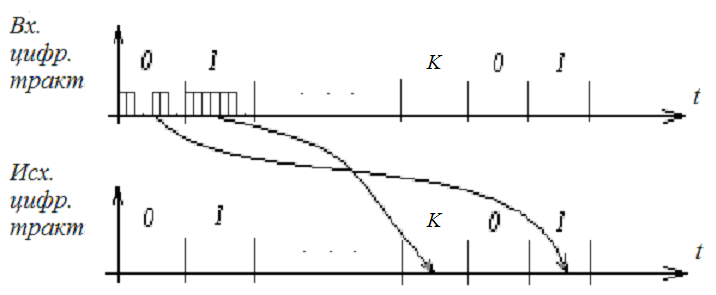 Вх.
цифр.
тракт
0 1 . . . K 0 1
t
Исх.
цифр.
тракт
0 1 . . . K 0 1
t